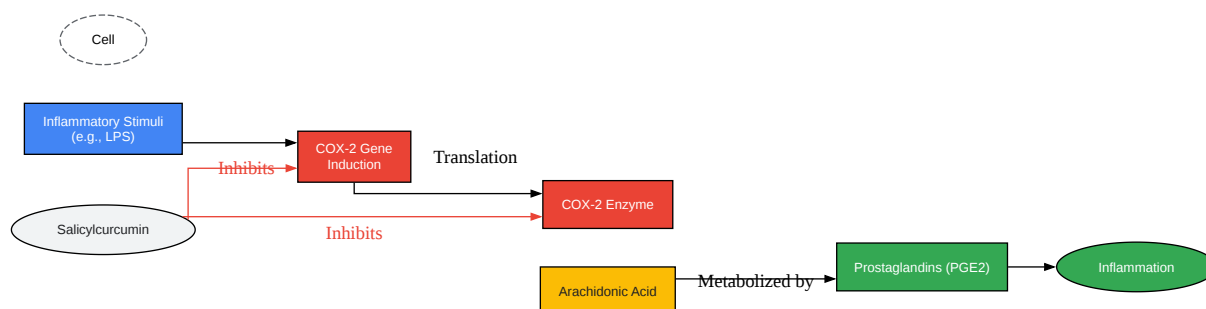 Cell
Inflammatory Stimuli
(e.g., LPS)
COX-2 Gene
Induction
Translation
Inhibits
COX-2 Enzyme
Salicylcurcumin
Inhibits
Prostaglandins (PGE2)
Inflammation
Metabolized by
Arachidonic Acid